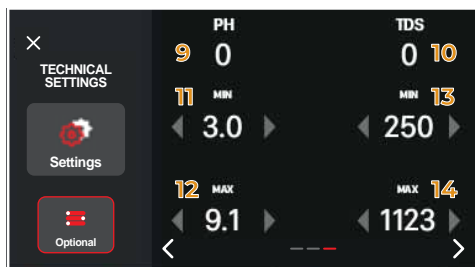 TECHNICAL
SETTINGS
Settings
Optional
PH TDS
9 0 0 10
11 MIN MIN 13
3.0 250
12 MAX MAX 14
9.1 1123